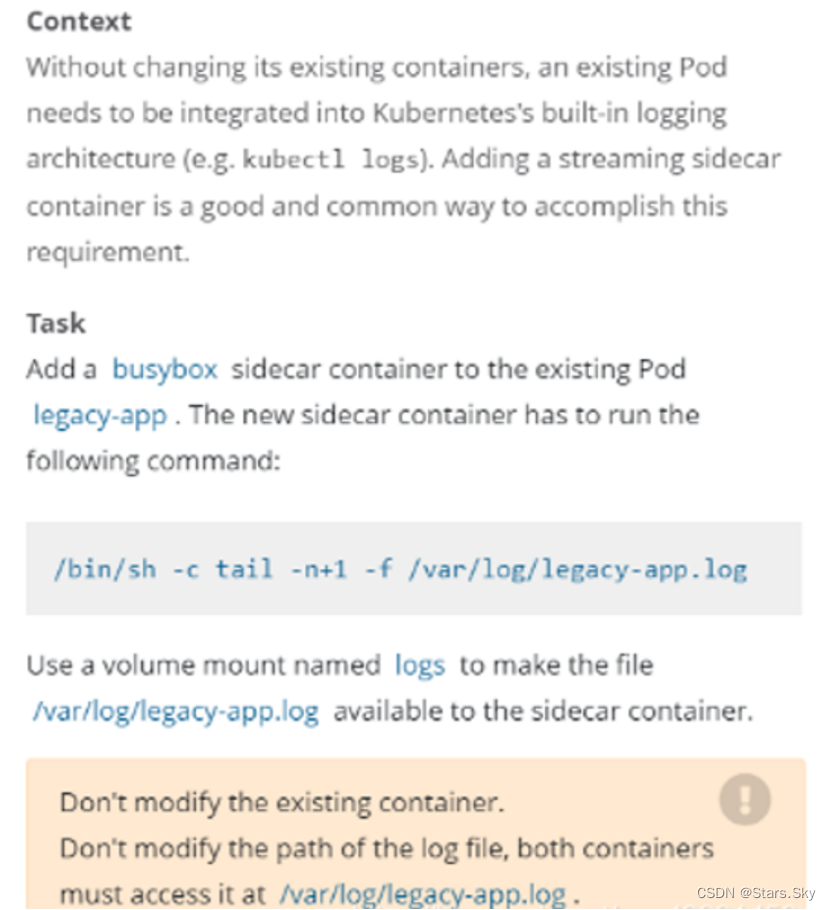 Context
Without changing its existing containers, an existing Pod
needs to be integrated into Kubernetes's built-in logging
architecture (e.g. kubectl logs). Adding a streaming sidecar
container is a good and common way to accomplish this
requirement.
Task
Add a busybox sidecar container to the existing Pod
legacy-app . The new sidecar container has to run the
following command:
/bin/sh -c tail -n+1 -f /var/log/legacy-app.log
Use a volume mount named logs to make the file
/var/log/legacy-app.log available to the sidecar container.
Don't modify the existing container.
Don't modify the path of the log file, both containers
must access it at /var/log/legacy-app.log .
CSDN @Stars.Sky